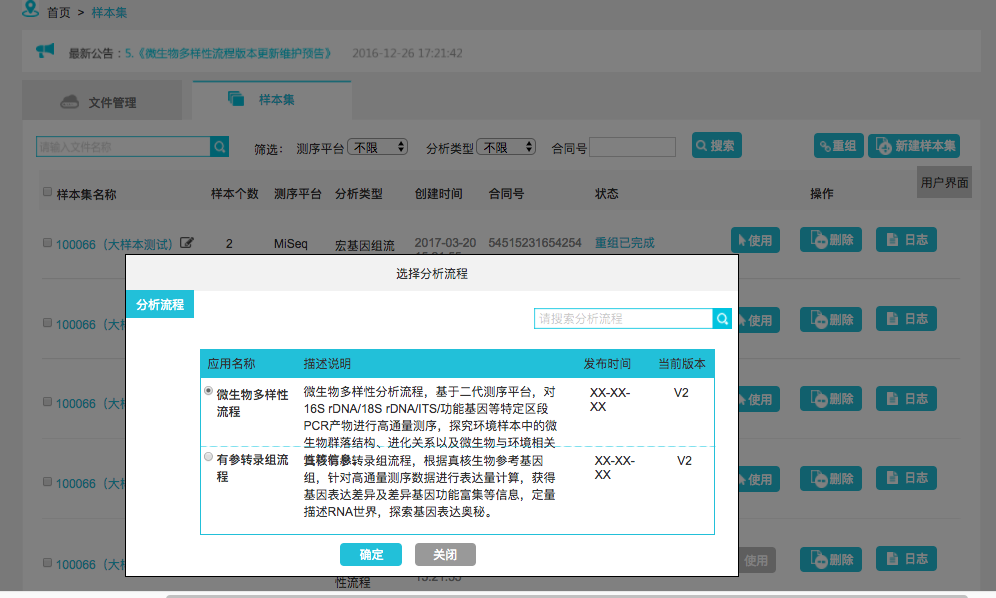 首页 > 样本集
最新公告：5.《微生物多样性流程版本更新维护预告》 2016-12-26 17:21:42
文件管理 样本集
请输入文件名称 筛选： 测序平台 不限 分析类型 不限 合同号 搜索 重组 新建样本集
用户界面
样本集名称 样本个数 测序平台 分析类型 创建时间 合同号 状态 操作
100066（大样本测试） 2 MiSeq 宏基因组流 2017-03-20 54515231654254 重组已完成 使用 删除 日志
选择分析流程
分析流程
请搜索分析流程
100066（大 使用 删除 日志
应用名称 描述说明 发布时间 当前版本
微生物多样性
流程
微生物多样性分析流程，基于二代测序平台，对
16S rDNA/18S rDNA/ITS/功能基因等特定区段
PCR产物进行高通量测序，探究环境样本中的微
生物群落结构、进化关系以及微生物与环境相关
XX-XX-
XX
V2
100066（大 使用 删除 日志
有参转录组流
程
真核有参转录组流程，根据真核生物参考基因
组，针对高通量测序数据进行表达量计算，获得
基因表达差异及差异基因功能富集等信息，定量
描述RNA世界，探索基因表达奥秘。
XX-XX-
XX
V2
100066（大 使用 删除 日志
确定 关闭
100066（大 使用 删除 日志
性流程